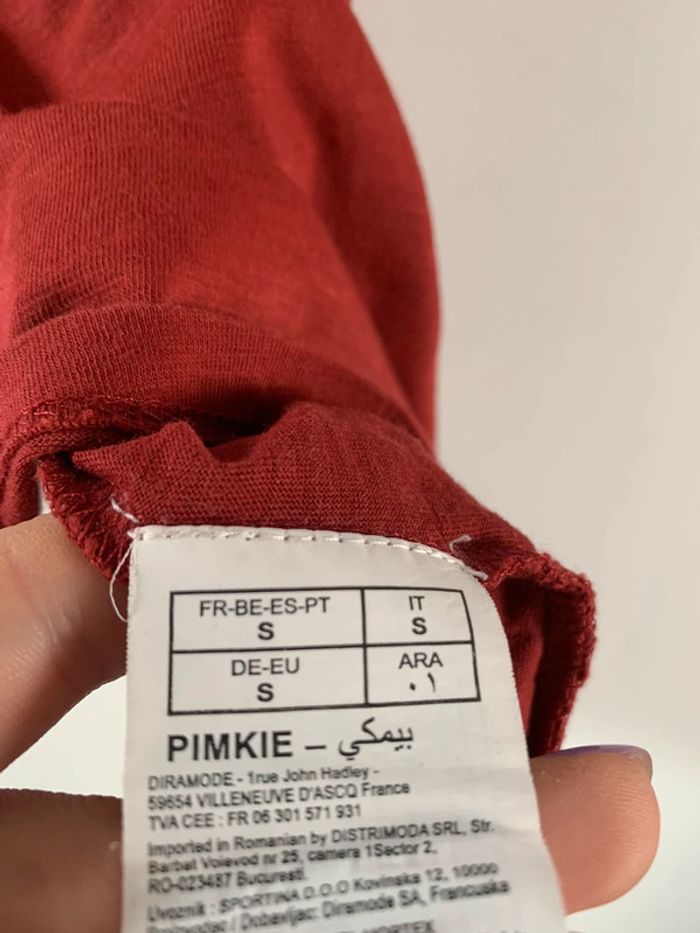 FR-BE-ES-PT IT
S S
DE-EU ARA
S ٠١
PIMKIE – بيمكي
DIRAMODE - 1rue John Hadley -
59654 VILLENEUVE D'ASCQ France
TVA CEE : FR 06 301 571 931
Imported in Romanian by DISTRIMODA SRL, Str.
Barbat Voievod nr 25, camera 1Sector 2,
RO-023487 Bucuresti.
Uvoznik : SPORTINA D.O.O Kovinska 12, 10000
/ Dobavljac: Diramode SA, Francuska